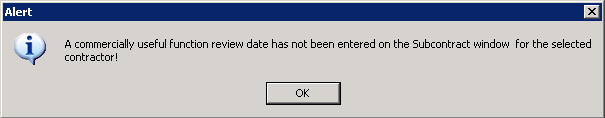 Alert
A commercially useful function review date has not been entered on the Subcontract window  for the selected
contractor!
OK